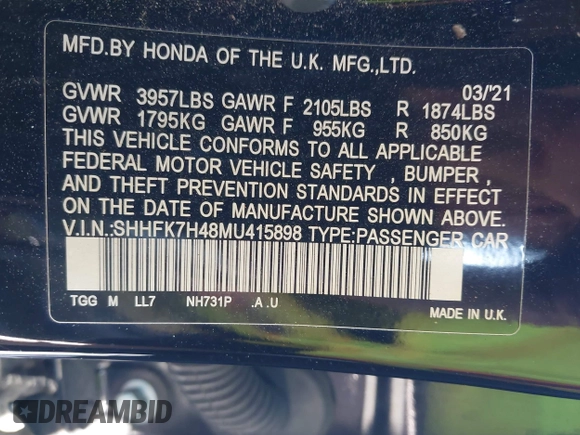 MFD.BY HONDA OF THE U.K. MFG.,LTD.
03/'21
GVWR 3957LBS GAWR F 2105LBS R 1874LBS
GVWR 1795KG GAWR F 955KG R 850KG
THIS VEHICLE CONFORMS TO ALL APPLICABLE
FEDERAL MOTOR VEHICLE SAFETY , BUMPER ,
AND THEFT PREVENTION STANDARDS IN EFFECT
ON THE DATE OF MANUFACTURE SHOWN ABOVE.
V.I.N.:SHHFK7H48MU415898 TYPE:PASSENGER CAR
TGG M LL7 NH731P .A .U MADE IN U.K.
DREAMBID